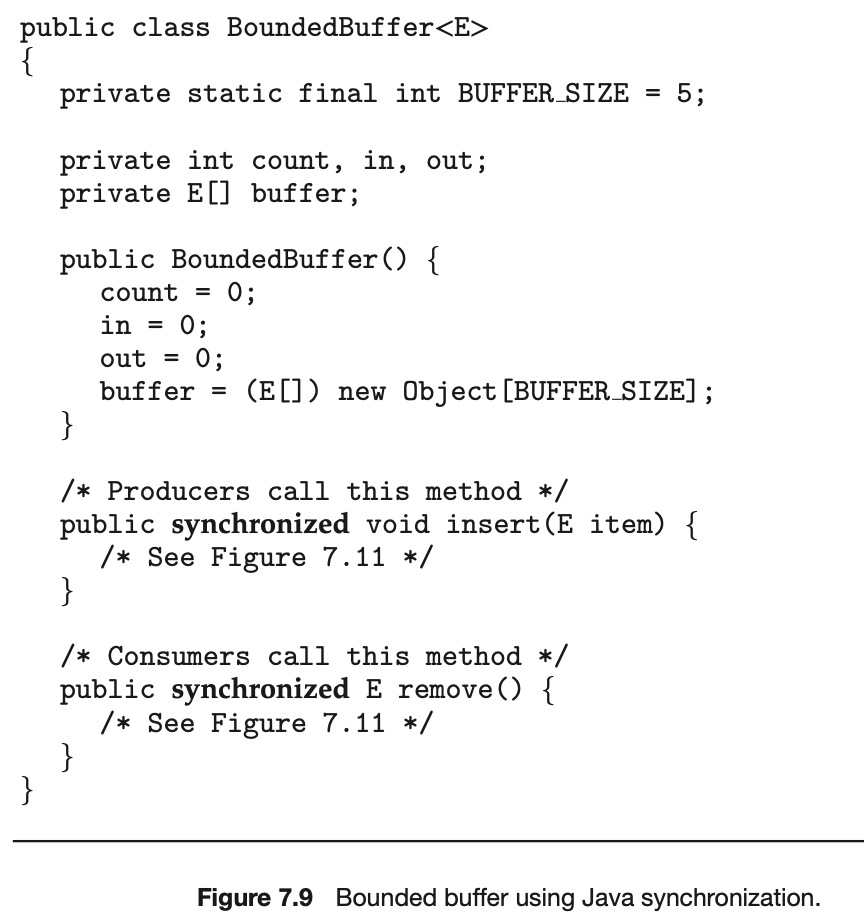 public class BoundedBuffer<E>
{
private static final int BUFFER_SIZE = 5;
private int count, in, out;
private E[] buffer;
public BoundedBuffer() {
count = 0;
in = 0;
out = 0;
buffer = (E[]) new Object[BUFFER_SIZE];
}
/* Producers call this method */
public synchronized void insert(E item) {
/* See Figure 7.11 */
}
/* Consumers call this method */
public synchronized E remove() {
/* See Figure 7.11 */
}
}
Figure 7.9 Bounded buffer using Java synchronization.